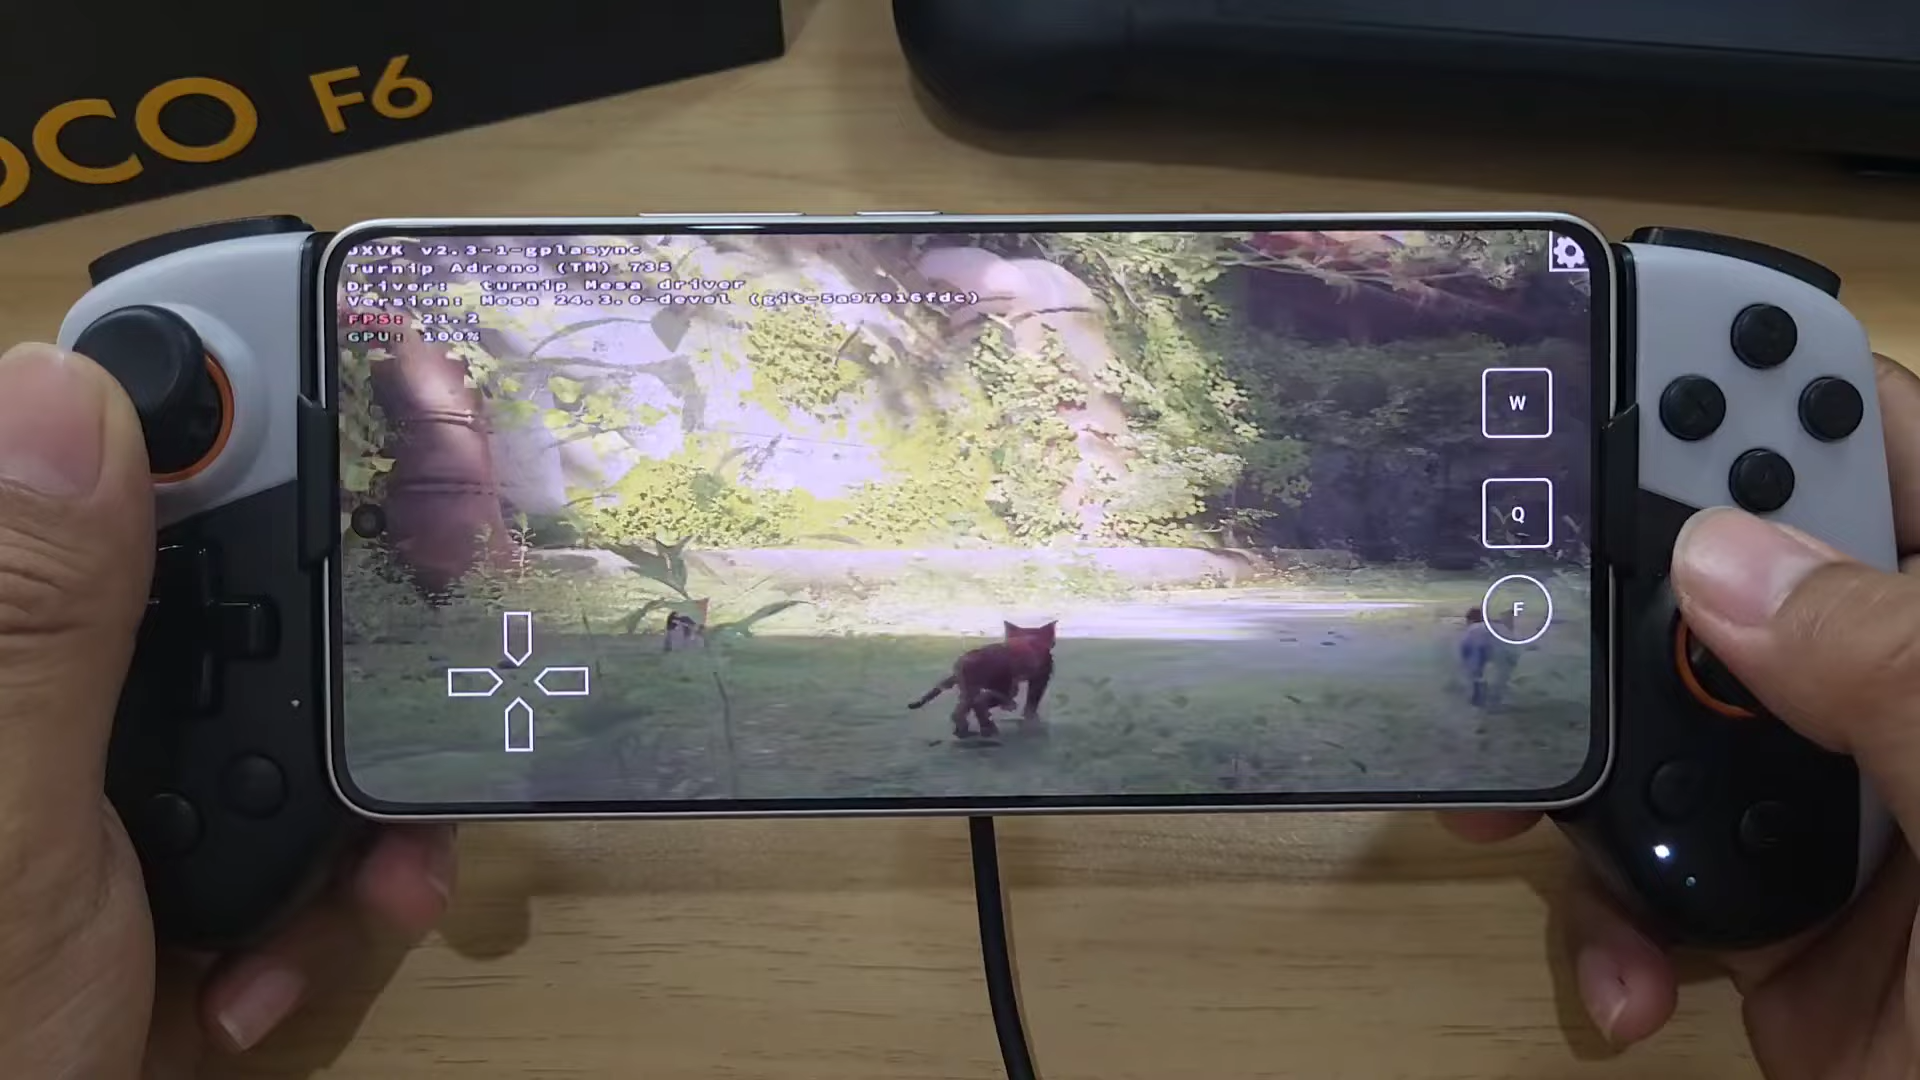 OCO F6
DXVK v2.3-1-gplasync
Turnip Adreno (TM) 735
Driver: turnip Mesa driver
Version: Mesa 24.3.0-devel (git-5a97916fdc)
FPS: 21.2
GPU: 100%
W
Q
F